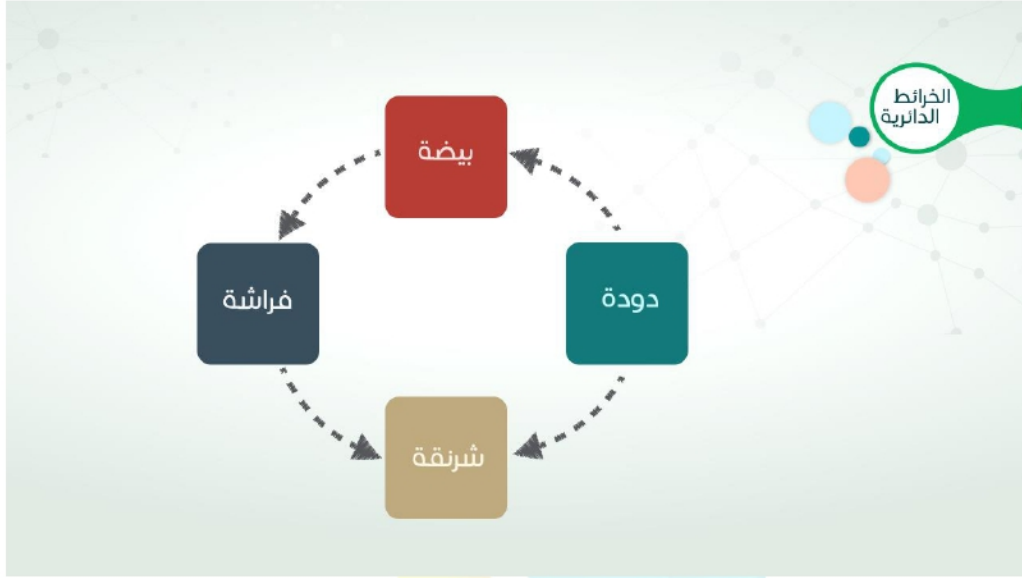 الخرائط
الدائرية
بيضة
دودة
فراشة
شرنقة